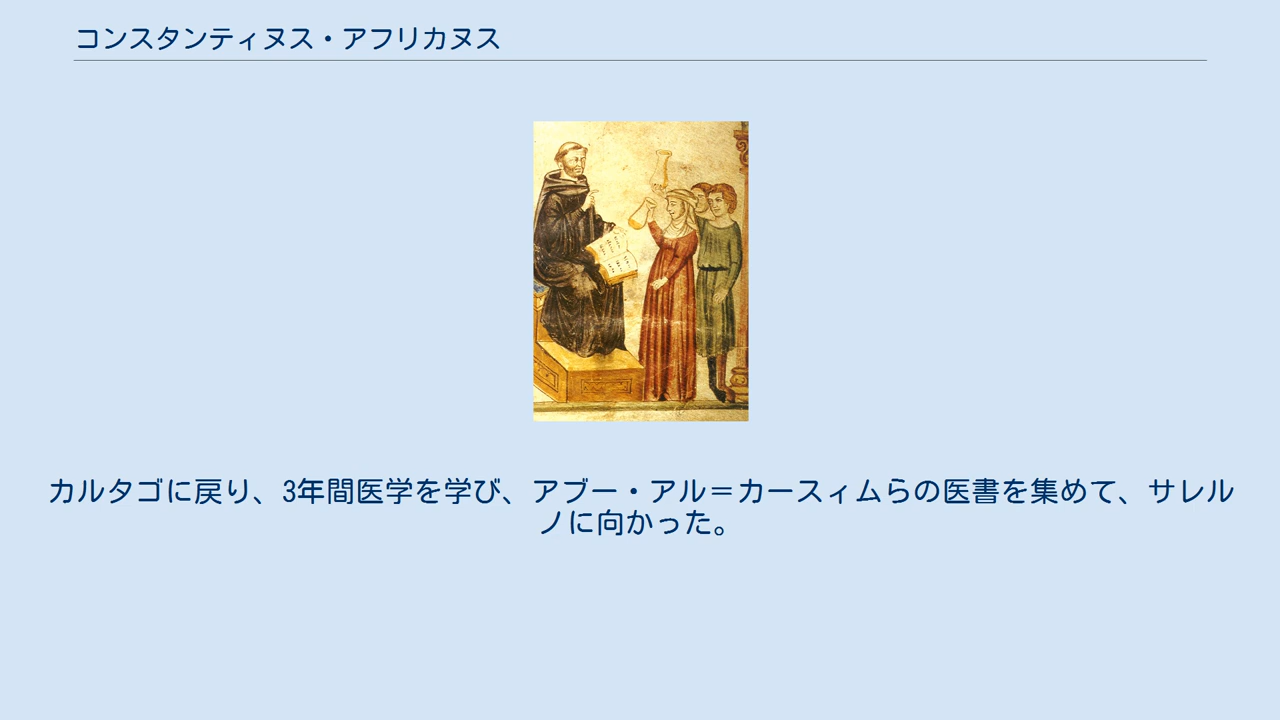 コンスタンティヌス・アフリカヌス
カルタゴに戻り、3年間医学を学び、アブー・アル＝カースィムらの医書を集めて、サレル
ノに向かった。